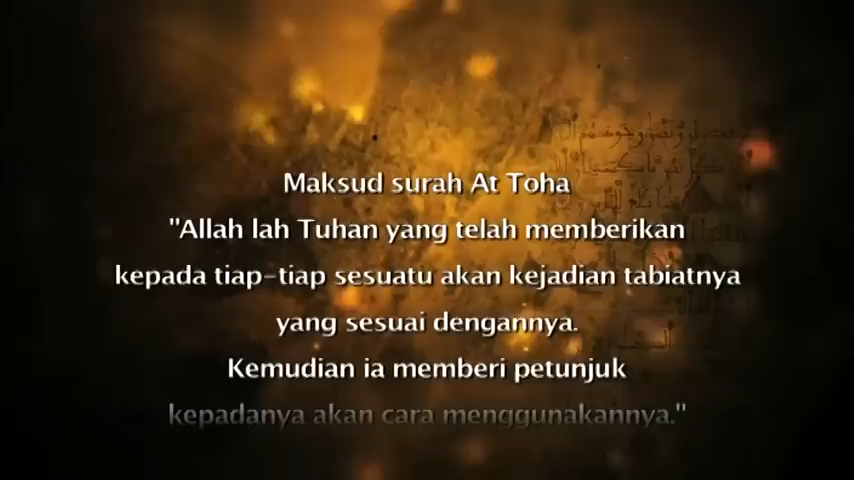 Maksud surah At Toha
"Allah lah Tuhan yang telah memberikan
kepada tiap-tiap sesuatu akan kejadian tabiatnya
yang sesuai dengannya.
Kemudian ia memberi petunjuk
kepadanya akan cara menggunakannya."